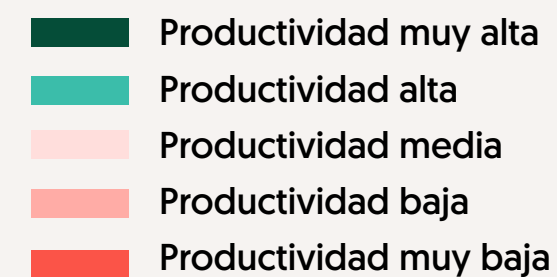 Productividad muy alta
Productividad alta
Productividad media
Productividad baja
Productividad muy baja